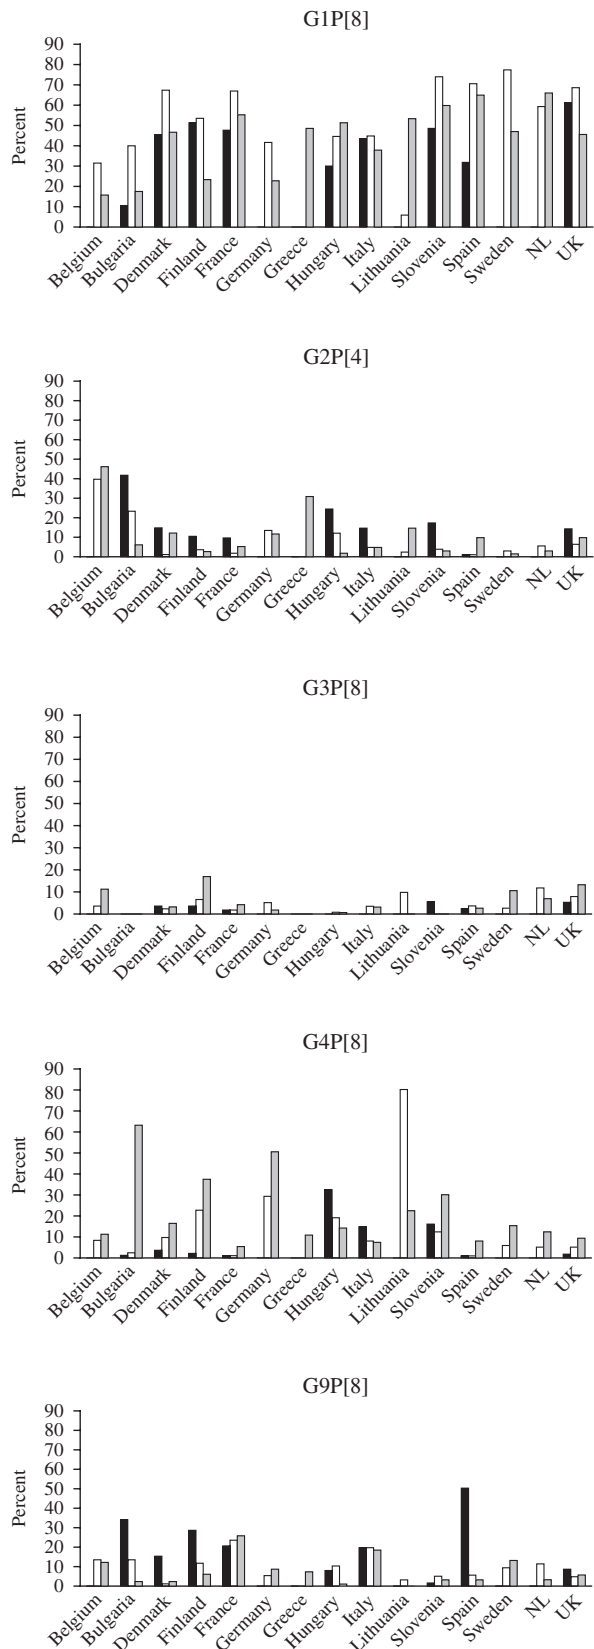 G1P[8]
Percent
90
80
70
60
50
40
30
20
10
0
Belgium
Bulgaria
Denmark
Finland
France
Germany
Greece
Hungary
Italy
Lithuania
Slovenia
Spain
Sweden
NL
UK
G2P[4]
Percent
90
80
70
60
50
40
30
20
10
0
Belgium
Bulgaria
Denmark
Finland
France
Germany
Greece
Hungary
Italy
Lithuania
Slovenia
Spain
Sweden
NL
UK
G3P[8]
Percent
90
80
70
60
50
40
30
20
10
0
Belgium
Bulgaria
Denmark
Finland
France
Germany
Greece
Hungary
Italy
Lithuania
Slovenia
Spain
Sweden
NL
UK
G4P[8]
Percent
90
80
70
60
50
40
30
20
10
0
Belgium
Bulgaria
Denmark
Finland
France
Germany
Greece
Hungary
Italy
Lithuania
Slovenia
Spain
Sweden
NL
UK
G9P[8]
Percent
90
80
70
60
50
40
30
20
10
0
Belgium
Bulgaria
Denmark
Finland
France
Germany
Greece
Hungary
Italy
Lithuania
Slovenia
Spain
Sweden
NL
UK